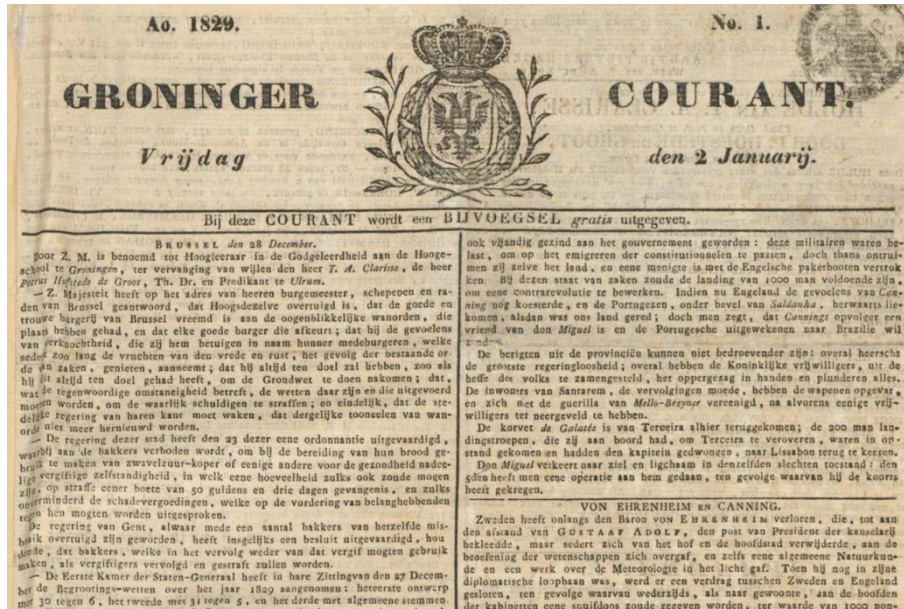 Ao. 1829.
No. 1.
GRONINGER COURANT.
Vrijdag
den 2 Januarij.
Bij deze COURANT wordt een BIJVOEGSEL gratis uitgegeven.
BRUSSEL den 28 December.
Door Z. M. is benoemd tot Hoogleeraar in de Godgeleerdheid aan de Hooge-
school te Groningen, ter vervanging van wijlen den heer T. A. Clarisse, de heer
Petrus Hofstede de Groot, Th. Dr. en Predikant te Ulrum.
— Z. Majesteit heeft op het adres van heeren burgemeester, schepenen en ra-
den van Brussel geantwoord, dat Hoogstdezelve overtuigd is, dat de goede en
trouwe burgerij van Brussel vreemd is aan de oogenblikkelijke wanorden, die
plaats hebben gehad, en dat elke goede burger die afkeurt; dat hij de gevoelens
van verknochtheid, die zij hem betuigen in naam hunner medeburgeren, welke
sedert zoo lang de vruchten van den vrede en rust, het gevolg der bestaande or-
de van zaken, genieten, aanneemt; dat hij altijd ten doel zal hebben, zoo als
hij dit altijd ten doel gehad heeft, om de Grondwet te doen nakomen; dat,
wat de tegenwoordige omstandigheid betreft, de wetten daar zijn en die uitgevoerd
moeten worden, om de waarlijk schuldigen te straffen; en eindelijk, dat de ste-
delijke regering van haren kant moet waken, dat dergelijke tooneelen van wan-
orde niet meer hernieuwd worden.
— De regering dezer stad heeft den 23 dezer eene ordonnantie uitgevaardigd,
waarbij aan de bakkers verboden wordt, om bij de bereiding van hun brood ge-
bruik te maken van zwavelzuur-koper of eenige andere voor de gezondheid nadee-
lige vergiftige zelfstandigheid, in welk eene hoeveelheid zulks ook zoude mogen
zijn, op straffe eener boete van 50 guldens en drie dagen gevangenis, en zulks
onverminderd de schadevergoedingen, welke op de vordering van belanghebbenden
tegen hen mogten worden uitgesproken.
De regering van Gent, alwaar mede een aantal bakkers van hetzelfde mis-
bruik overtuigd zijn geworden, heeft insgelijks een besluit uitgevaardigd, hou
dende, dat bakkers, welke in het vervolg weder van dat vergif mogten gebruik
maken, als vergiftigers vervolgd en gestraft zullen worden.
— De Eerste Kamer der Staten-Generaal heeft in hare Zitting van den 27 Decem-
ber de Begrootings-wetten over het jaar 1829 aangenomen: het eerste ontwerp
met 30 tegen 6, het tweede met 31 tegen 5, en het derde met algemeene stemmen.
ook vijandig gezind aan het gouvernement geworden: deze militairen waren be-
last, om op het emigreren der constitutionnelen te passen, doch thans ontrui-
men zij zelve het land, en eene menigte is met de Engelsche paketbooten vertrok
ken. Bij dezen staat van zaken zoude de landing van 1000 man voldoende zijn,
om eene contrarevolutie te bewerken. Indien nu Engeland de gevoelens van Can-
ning nog koesterde, en de Portugezen, onder bevel van Saldanha, herwaarts lie-
komen, alsdan was ons land gered; doch men zegt, dat Cannings opvolger een
vriend van don Miguel is en de Portugesche uitgewekenen naar Brazilie wil
De berigten uit de provinciën kunnen niet bedroevender zijn: overal heerscht
de grootste regeringloosheid; overal hebben de Koninklijke vrijwilligers, uit de
heffe des volks te zamengesteld, het oppergezag in handen en plunderen alles.
De inwoners van Santarem, de vervolgingen moede, hebben de wapenen opgevat,
en zich met de guerilla van Mello-Breyner vereenigd, na alvorens eenige vrij-
willigers ter neergeveld te hebben.
De korvet de Galatée is van Terceira alhier teruggekomen; de 200 man lan-
dingstroepen, die zij aan boord had, om Terceira te veroveren, waren in op-
stand gekomen en hadden den kapitein gedwongen, naar Lissabon terug te keeren.
Don Miguel verkeert naar ziel en ligchaam in denzelfden slechten toestand: den
5den heeft men eene operatie aan hem gedaan, ten gevolge waarvan hij de koorts
heeft gekregen.
VON EHRENHEIM EN CANNING.
Zweden heeft onlangs den Baron VON EHRENHEIM verloren, die, tot aan
den afstand van GUSTAAF ADOLF, den post van President der kanselarij
bekleedde, maar sedert zich van het hof en de hoofdstad verwijderde, aan de
beoefening der wetenschappen zich overgaf, en zelfs eene algemeene Natuurkun-
de en een werk over de Meteorologie in het licht gaf. Toen hij nog in zijne
diplomatische loopbaan was, werd er een verdrag tusschen Zweden en Engeland
gesloten, ten gevolge waarvan wederzijds, als naar gewoonte, aan de hoofden
der kabinetten eene snuifdoos zonde gegeven worden, ter waarde van 1000 pon-